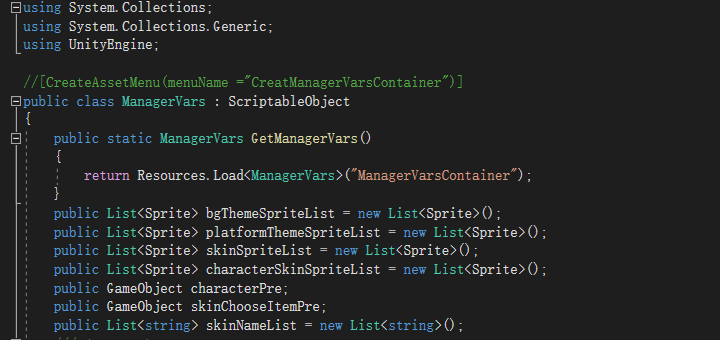 using System.Collections;
using System.Collections.Generic;
using UnityEngine;
//[CreateAssetMenu(menuName ="CreatManagerVarsContainer")]
public class ManagerVars : ScriptableObject
{
public static ManagerVars GetManagerVars()
{
return Resources.Load<ManagerVars>("ManagerVarsContainer");
}
public List<Sprite> bgThemeSpriteList = new List<Sprite>();
public List<Sprite> platformThemeSpriteList = new List<Sprite>();
public List<Sprite> skinSpriteList = new List<Sprite>();
public List<Sprite> characterSkinSpriteList = new List<Sprite>();
public GameObject characterPre;
public GameObject skinChooseItemPre;
public List<string> skinNameList = new List<string>();